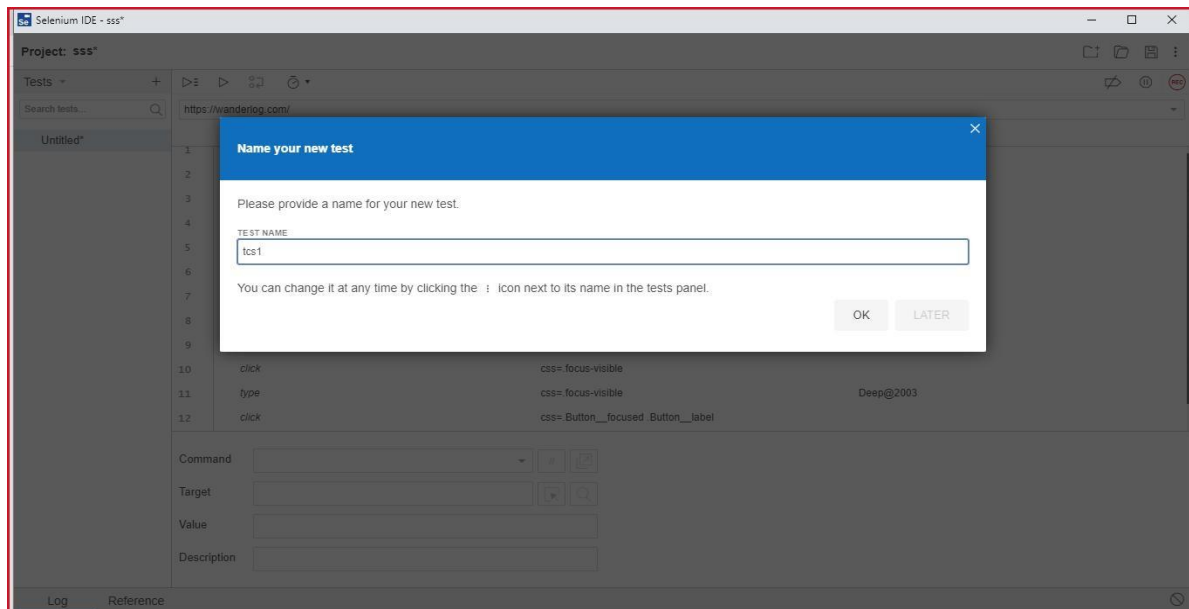 Selenium IDE - sss*
Project: sss*
Tests
Search tests...
https://wanderlog.com/
Untitled*
Name your new test
Please provide a name for your new test.
TEST NAME
tcs1
You can change it at any time by clicking the ⋮ icon next to its name in the tests panel.
OK LATER
1
2
3
4
5
6
7
8
9
10 click css=.focus-visible
11 type css=.focus-visible Deep@2003
12 click css=.Button__focused .Button__label
Command
Target
Value
Description
Log Reference
REC